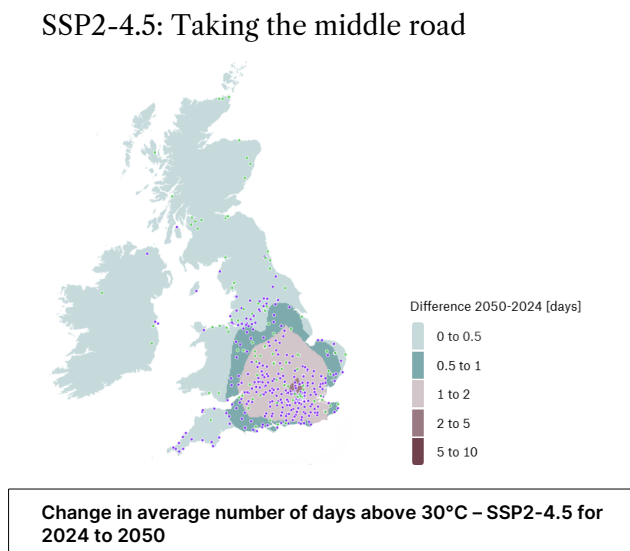 SSP2-4.5: Taking the middle road
Difference 2050-2024 [days]
0 to 0.5
0.5 to 1
1 to 2
2 to 5
5 to 10
Change in average number of days above 30°C – SSP2-4.5 for
2024 to 2050